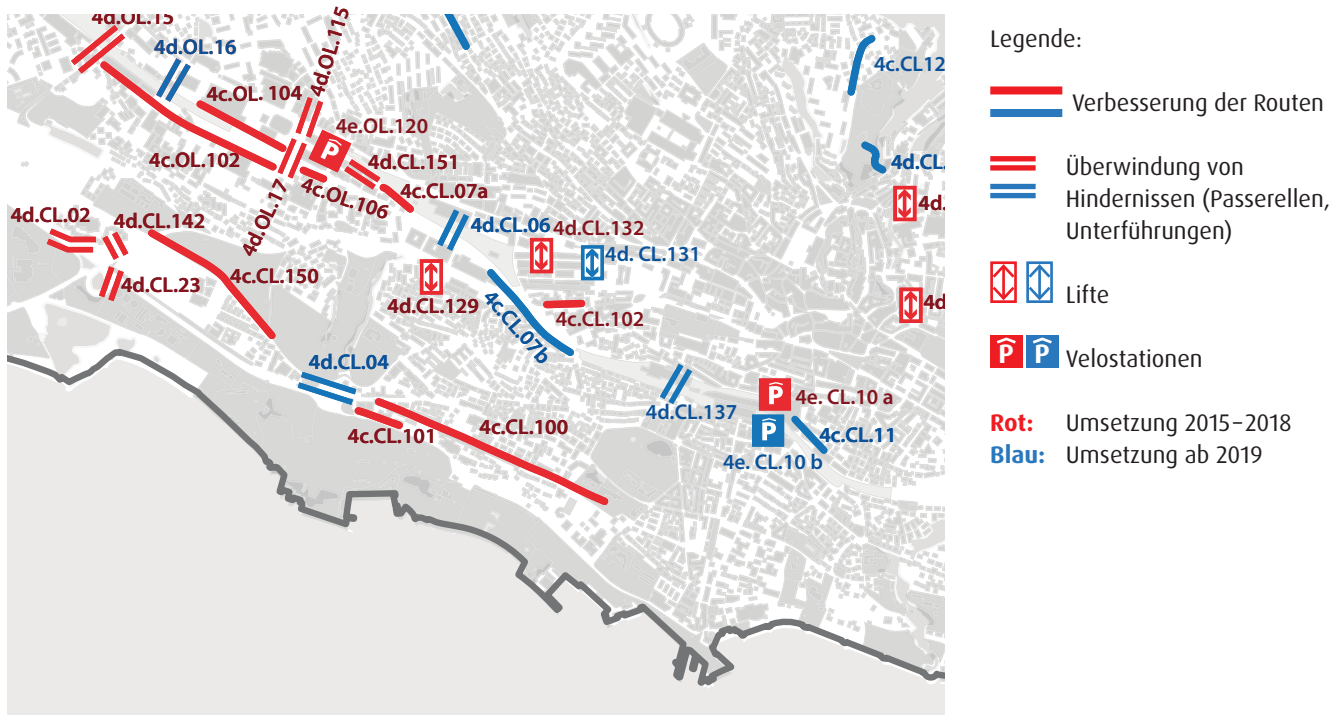 4d.OL.15
4d.OL.16
4d.OL.115
4c.OL. 104
4e.OL.120
4c.OL.102
4d.CL.151
4c.CL.07a
4c.OL.106
4d.OL.17
4d.CL.02
4d.CL.142
4d.CL.23
4c.CL.150
4d.CL.06
4d.CL.132
4d. CL.131
4d.CL.129
4c.CL.07b
4c.CL.102
4d.CL.04
4c.CL.101
4c.CL.100
4d.CL.137
4e. CL.10 a
4e. CL.10 b
4c.CL.11
4c.CL12
4d.CL.
4d.
4d
P
P
P
Legende:
Verbesserung der Routen
Überwindung von
Hindernissen (Passerellen,
Unterführungen)
Lifte
P P Velostationen
Rot: Umsetzung 2015–2018
Blau: Umsetzung ab 2019